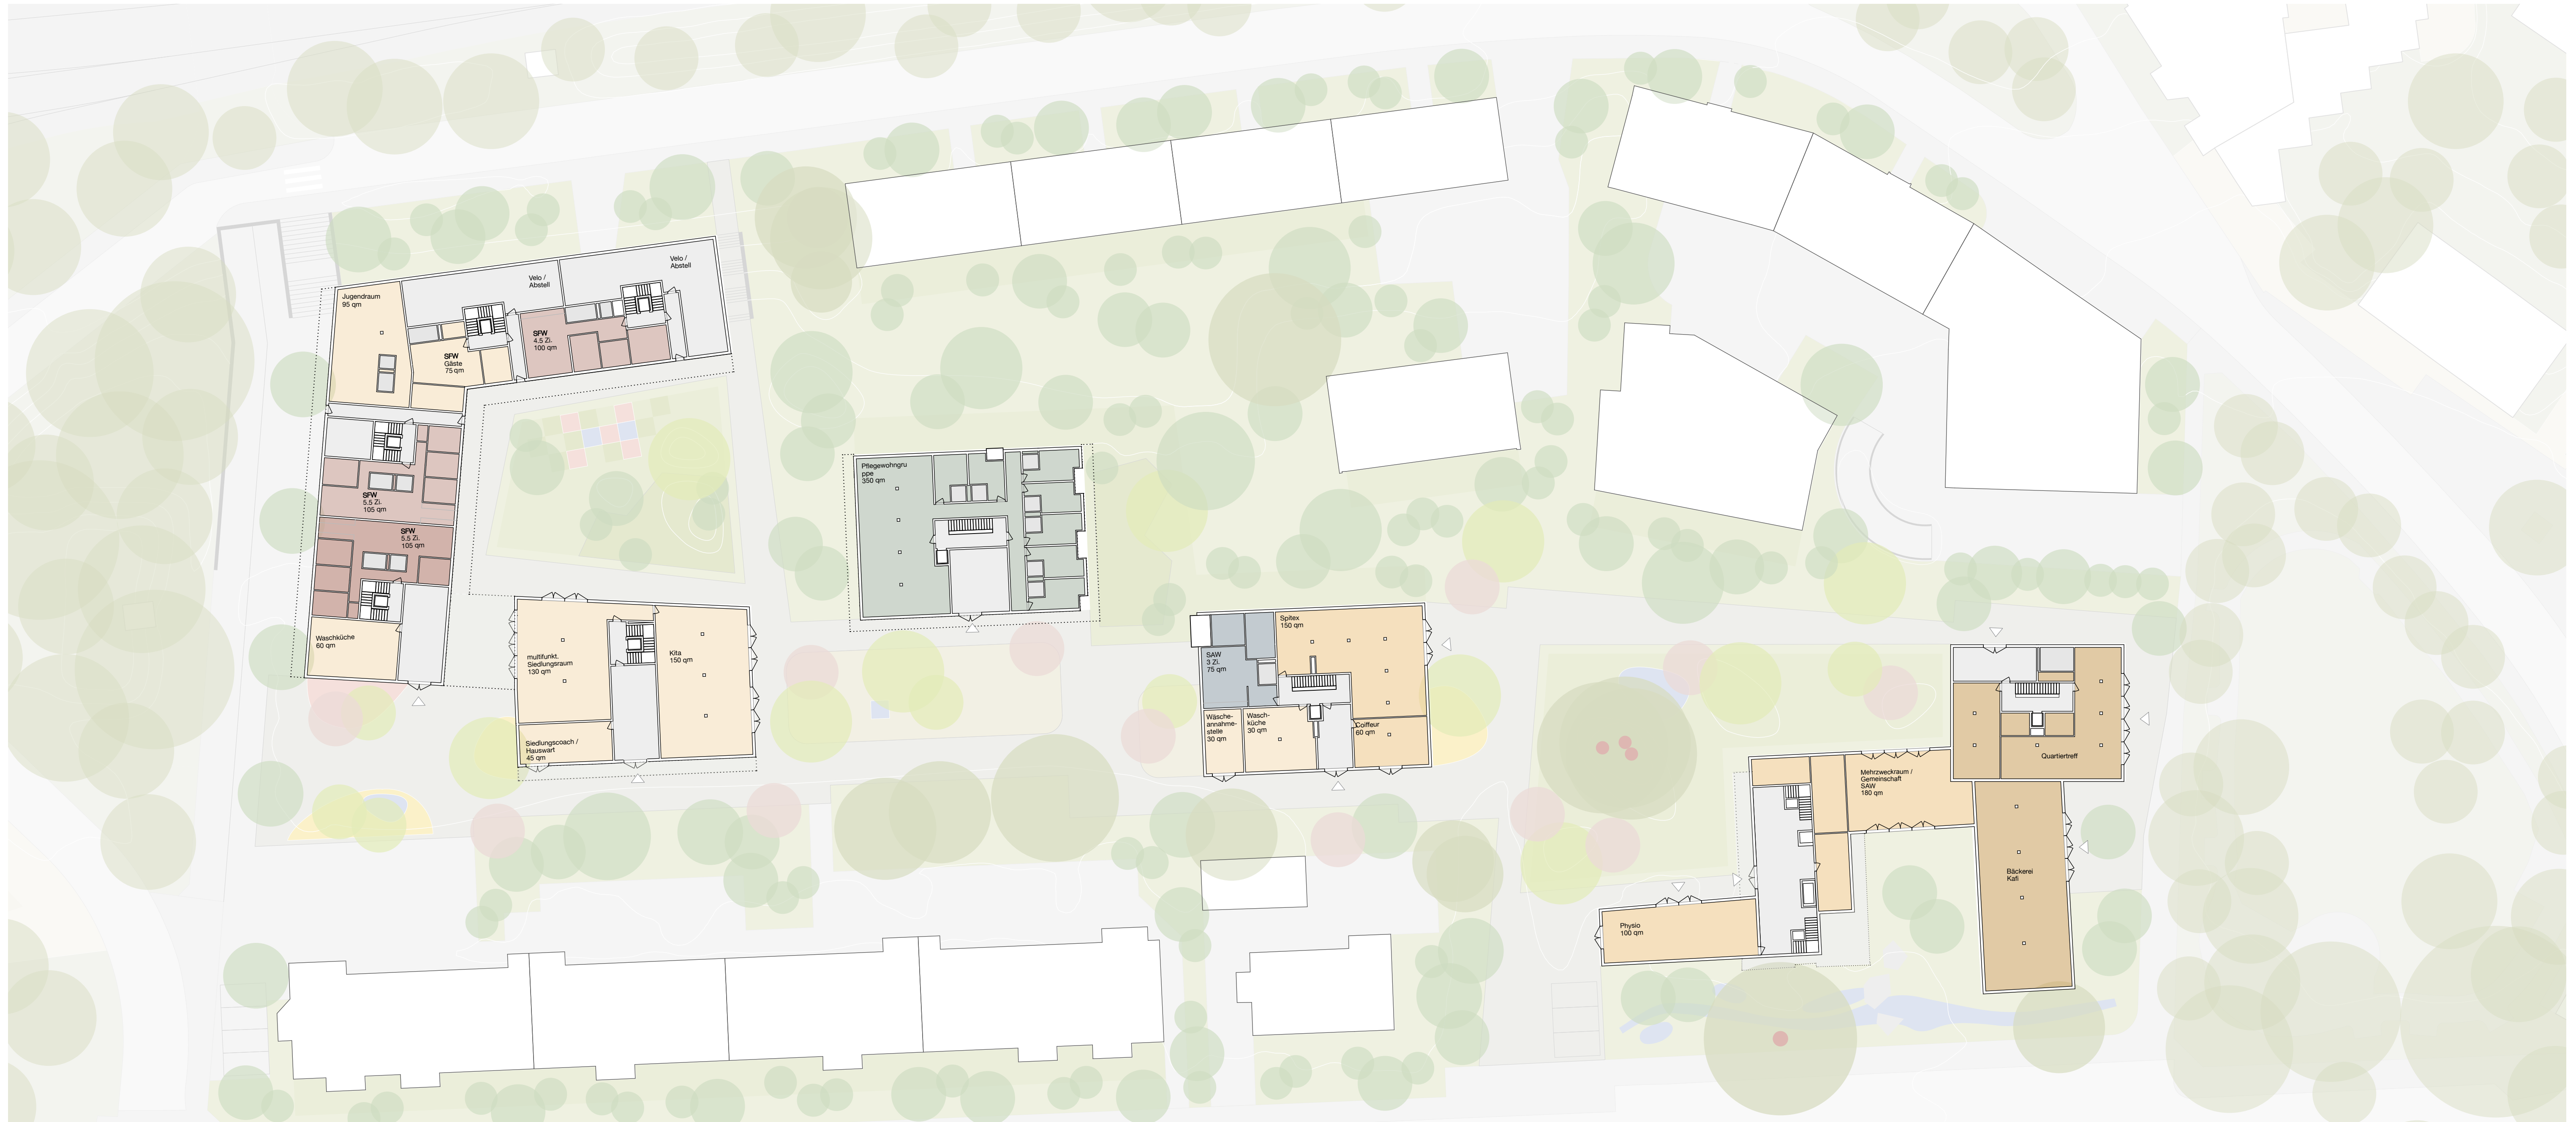 Velo /
Abstell
Velo /
Abstell
Jugendraum
95 qm
SFW
4.5 Zi.
100 qm
SFW
Gäste
75 qm
SFW
5.5 Zi.
105 qm
SFW
5.5 Zi.
105 qm
Waschküche
60 qm
multifunkt.
Siedlungsraum
130 qm
Kita
150 qm
Siedlungscoach /
Hauswart
45 qm
Pflegewohngru
ppe
350 qm
Spitex
150 qm
SAW
3 Zi.
75 qm
Wäsche-
annahme-
stelle
30 qm
Wasch-
küche
30 qm
Coiffeur
60 qm
Quartiertreff
Mehrzweckraum /
Gemeinschaft
SAW
180 qm
Bäckerei
Kafi
Physio
100 qm